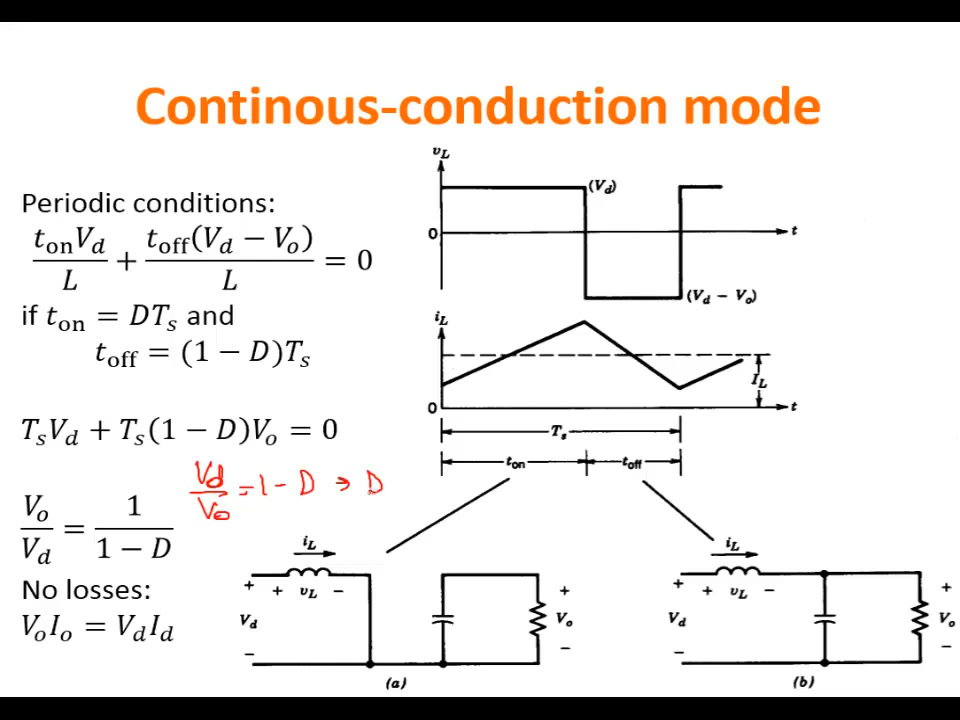 Continous-conduction mode
Periodic conditions:
t_on V_d / L + t_off(V_d − V_o) / L = 0
if t_on = DT_s and
t_off = (1 − D)T_s
T_s V_d + T_s(1 − D)V_o = 0
V_d / V_o = 1 - D → D
V_o / V_d = 1 / (1 − D)
No losses:
V_o I_o = V_d I_d
v_L
(V_d)
0
t
(V_d − V_o)
i_L
I_L
0
t
T_s
t_on
t_off
i_L
+ + v_L −
V_d
−
+
V_o
−
(a)
i_L
+ + v_L −
V_d
−
+
V_o
−
(b)